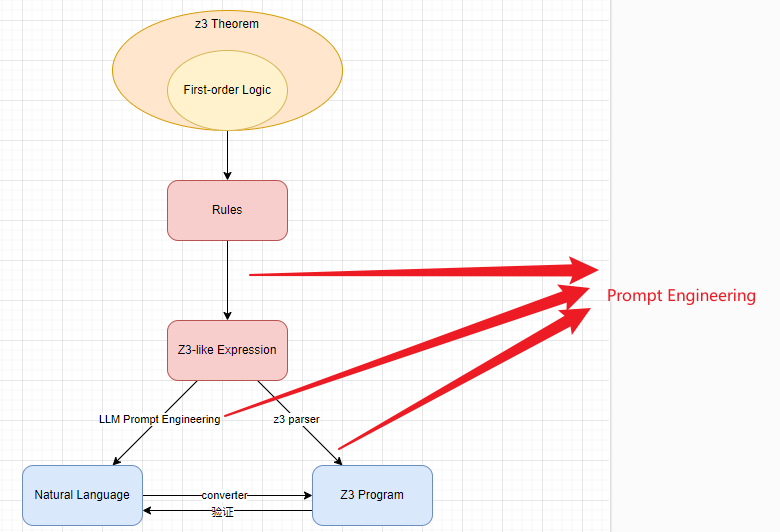 z3 Theorem
First-order Logic
Rules
Prompt Engineering
Z3-like Expression
LLM Prompt Engineering
z3 parser
Natural Language
converter
验证
Z3 Program